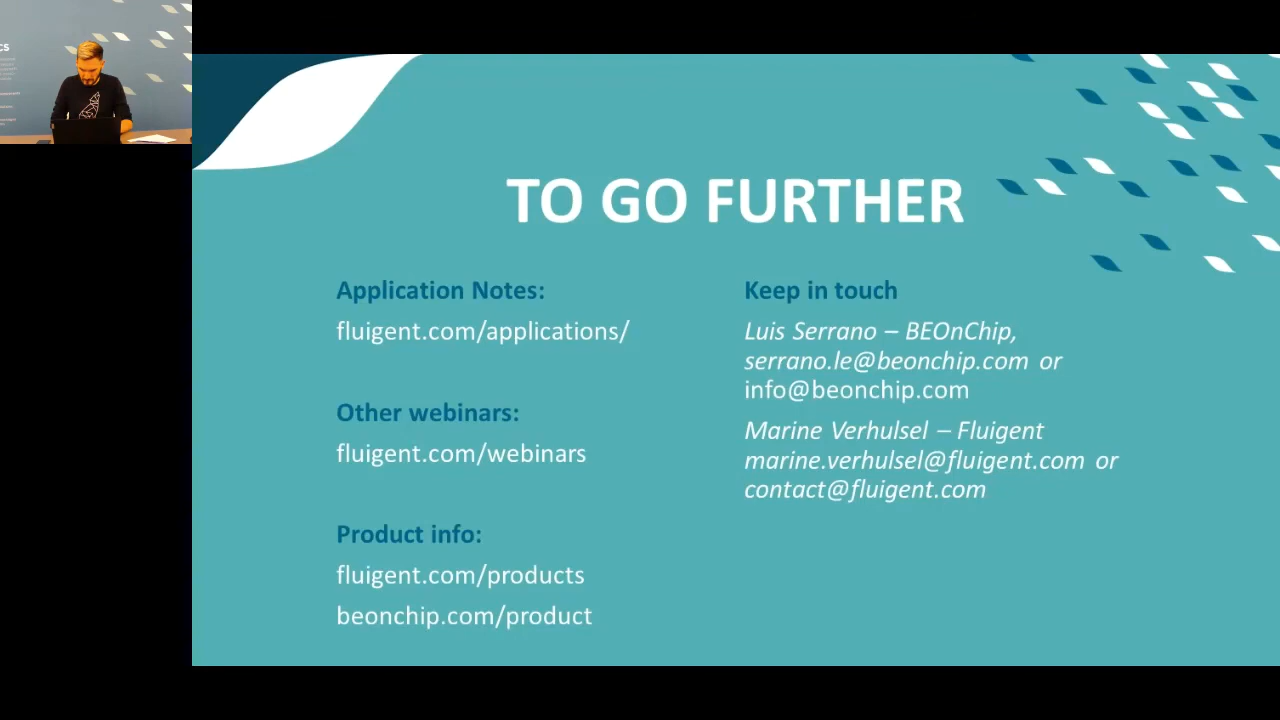 CS
TO GO FURTHER
Application Notes:
fluigent.com/applications/
Other webinars:
fluigent.com/webinars
Product info:
fluigent.com/products
beonchip.com/product
Keep in touch
Luis Serrano – BEOnChip,
serrano.le@beonchip.com or
info@beonchip.com
Marine Verhulsel – Fluigent
marine.verhulsel@fluigent.com or
contact@fluigent.com